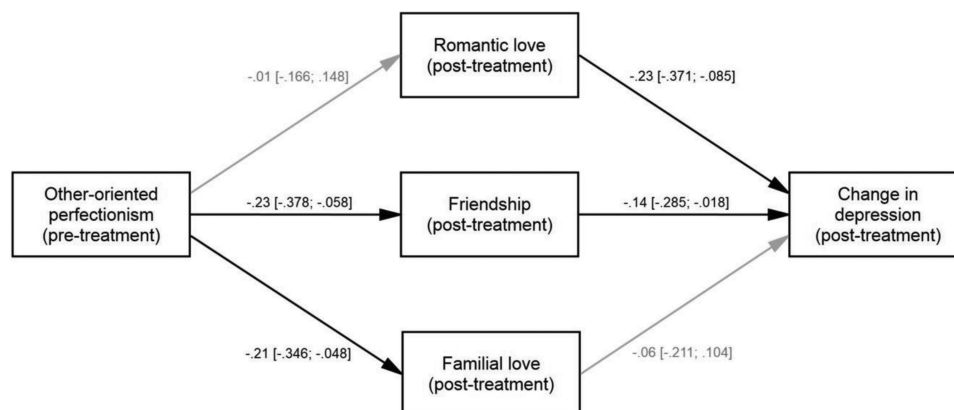 Romantic love
(post-treatment)
-.01 [-.166; .148]
-.23 [-.371; -.085]
Other-oriented
perfectionism
(pre-treatment)
-.23 [-.378; -.058]
Friendship
(post-treatment)
-.14 [-.285; -.018]
Change in
depression
(post-treatment)
-.21 [-.346; -.048]
Familial love
(post-treatment)
-.06 [-.211; .104]